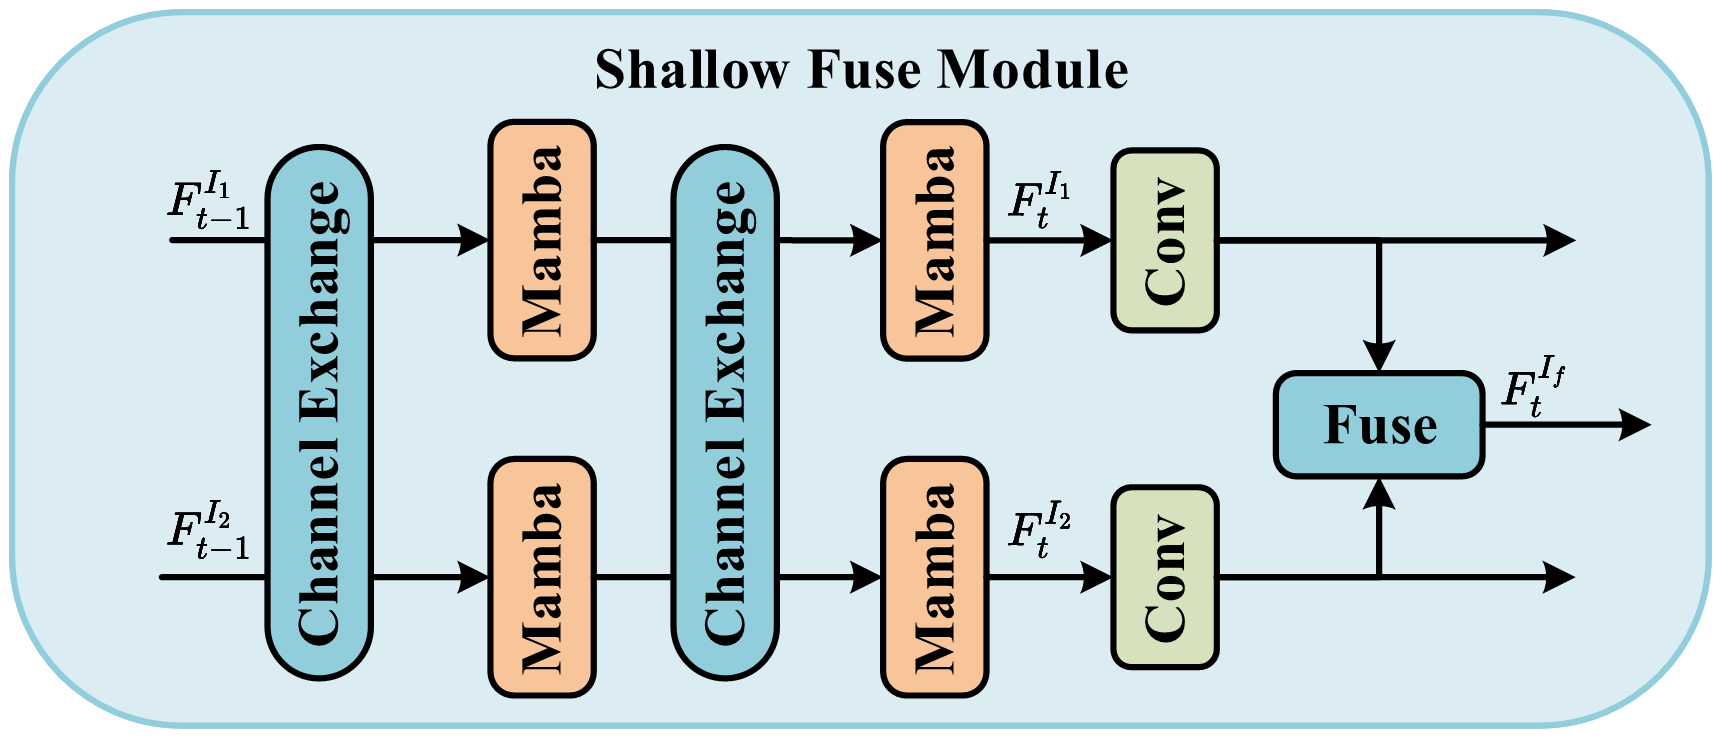 Shallow Fuse Module
F_{t-1}^{I_1}
Channel Exchange
Mamba
Channel Exchange
Mamba
F_t^{I_1}
Conv
Fuse
F_t^{I_f}
F_{t-1}^{I_2}
Mamba
Mamba
F_t^{I_2}
Conv